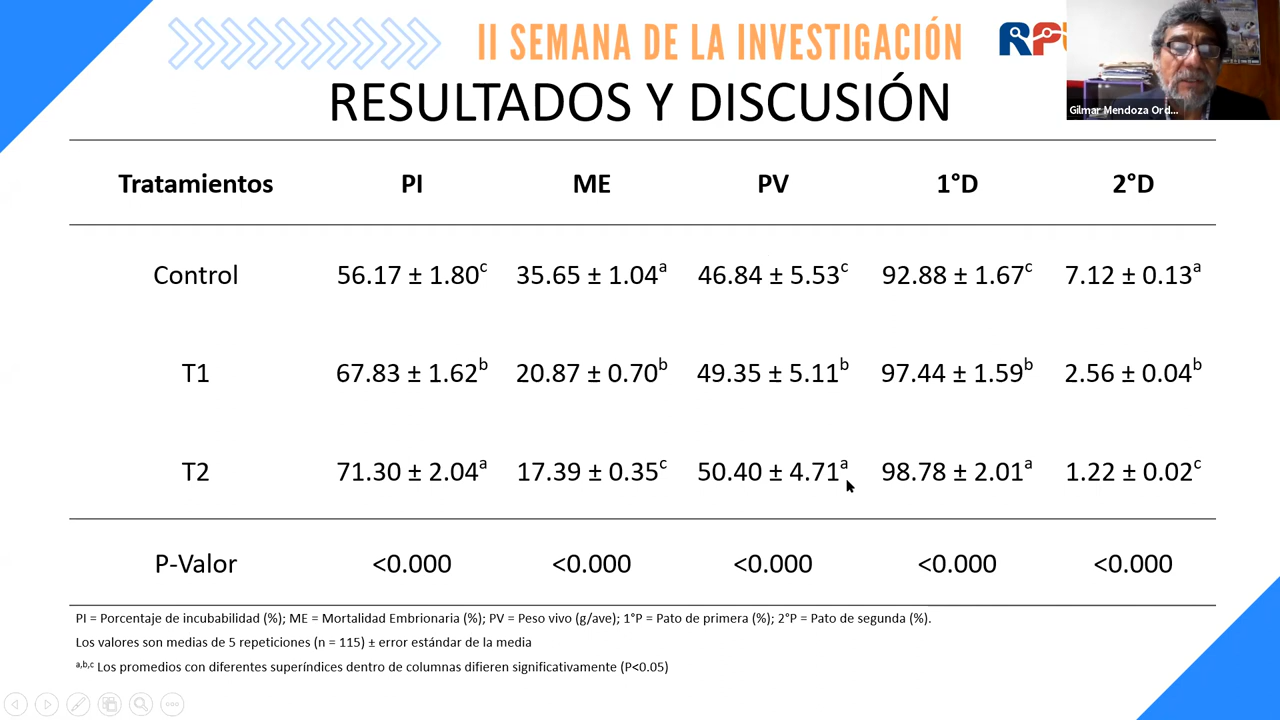 II SEMANA DE LA INVESTIGACIÓN
RESULTADOS Y DISCUSIÓN
Gilmar Mendoza Ord...
Tratamientos PI ME PV 1°D 2°D
Control 56.17 ± 1.80c 35.65 ± 1.04a 46.84 ± 5.53c 92.88 ± 1.67c 7.12 ± 0.13a
T1 67.83 ± 1.62b 20.87 ± 0.70b 49.35 ± 5.11b 97.44 ± 1.59b 2.56 ± 0.04b
T2 71.30 ± 2.04a 17.39 ± 0.35c 50.40 ± 4.71a 98.78 ± 2.01a 1.22 ± 0.02c
P-Valor <0.000 <0.000 <0.000 <0.000 <0.000
PI = Porcentaje de incubabilidad (%); ME = Mortalidad Embrionaria (%); PV = Peso vivo (g/ave); 1°P = Pato de primera (%); 2°P = Pato de segunda (%).
Los valores son medias de 5 repeticiones (n = 115) ± error estándar de la media
a,b,c Los promedios con diferentes superíndices dentro de columnas difieren significativamente (P<0.05)